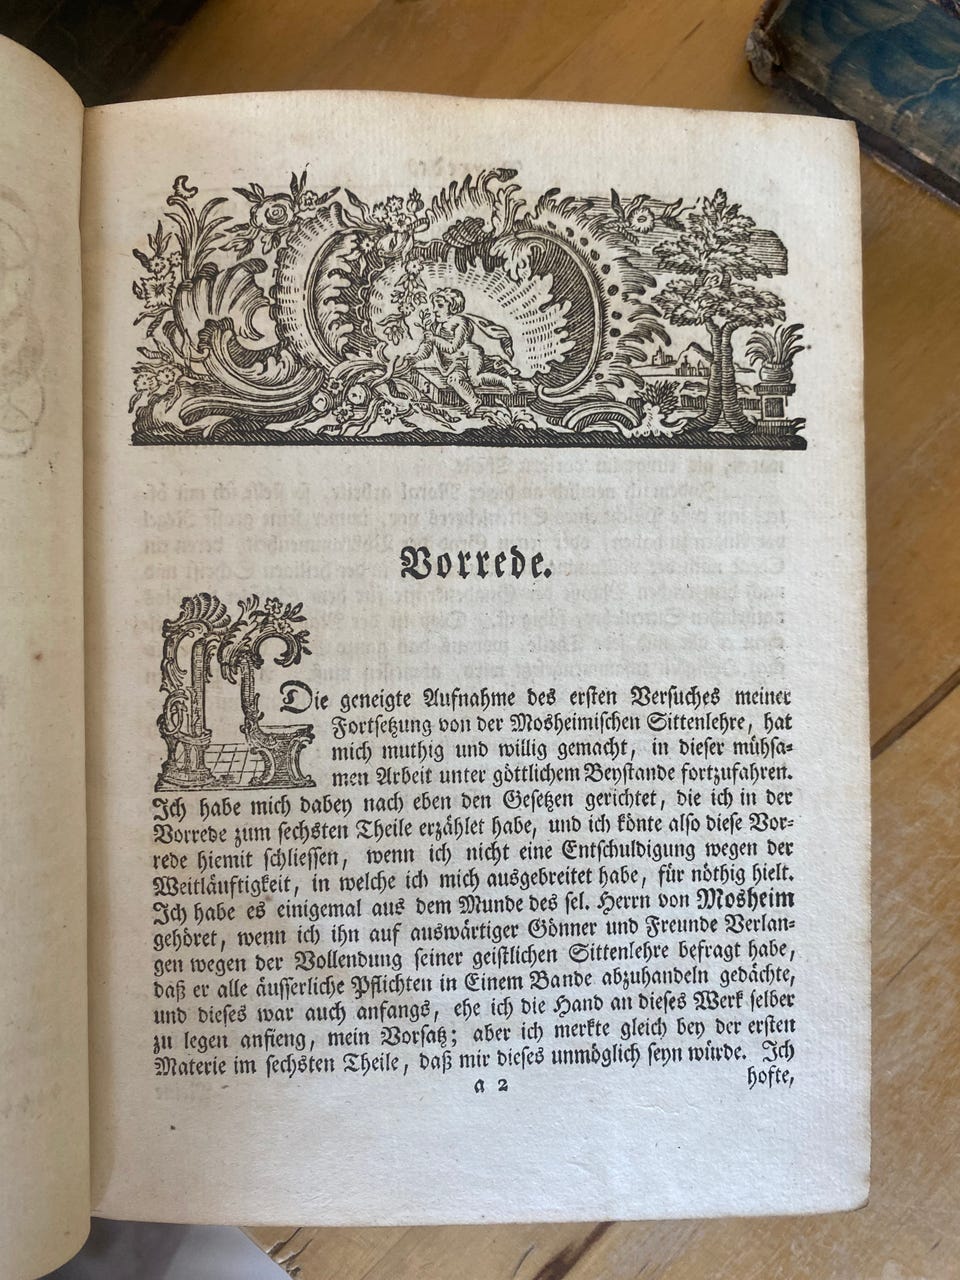 Vorrede.
Die geneigte Aufnahme des ersten Versuches meiner
Fortsetzung von der Mosheimischen Sittenlehre, hat
mich muthig und willig gemacht, in dieser mühsa-
men Arbeit unter göttlichem Beystande fortzufahren.
Ich habe mich dabey nach eben den Gesetzen gerichtet, die ich in der
Vorrede zum sechsten Theile erzählet habe, und ich könte also diese Vor-
rede hiemit schliessen, wenn ich nicht eine Entschuldigung wegen der
Weitläuftigkeit, in welche ich mich ausgebreitet habe, für nöthig hielt.
Ich habe es einigemal aus dem Munde des sel. Herrn von Mosheim
gehöret, wenn ich ihn auf auswärtiger Gönner und Freunde Verlan-
gen wegen der Vollendung seiner geistlichen Sittenlehre befragt habe,
daß er alle äusserliche Pflichten in Einem Bande abzuhandeln gedächte,
und dieses war auch anfangs, ehe ich die Hand an dieses Werk selber
zu legen anfieng, mein Vorsatz; aber ich merkte gleich bey der ersten
Materie im sechsten Theile, daß mir dieses unmöglich seyn würde. Ich
a 2
hofte,